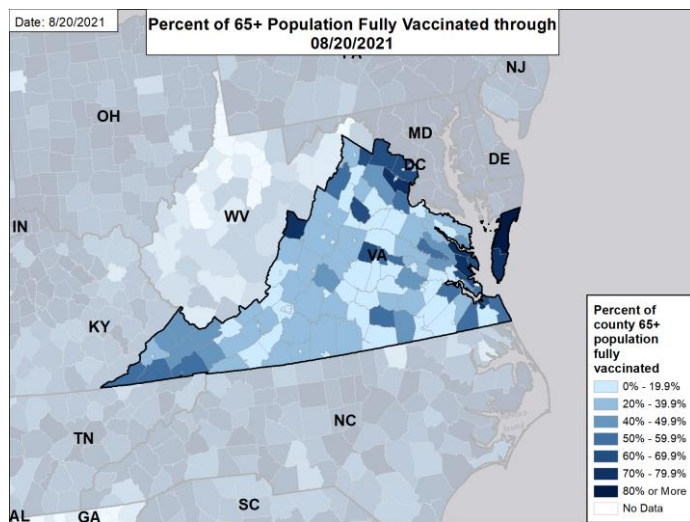 Date: 8/20/2021
Percent of 65+ Population Fully Vaccinated through
08/20/2021
NJ
OH
MD
DC
DE
WV
IN
VA
KY
NC
TN
SC
AL
GA
Percent of
county 65+
population
fully
vaccinated
0% - 19.9%
20% - 39.9%
40% - 49.9%
50% - 59.9%
60% - 69.9%
70% - 79.9%
80% or More
No Data